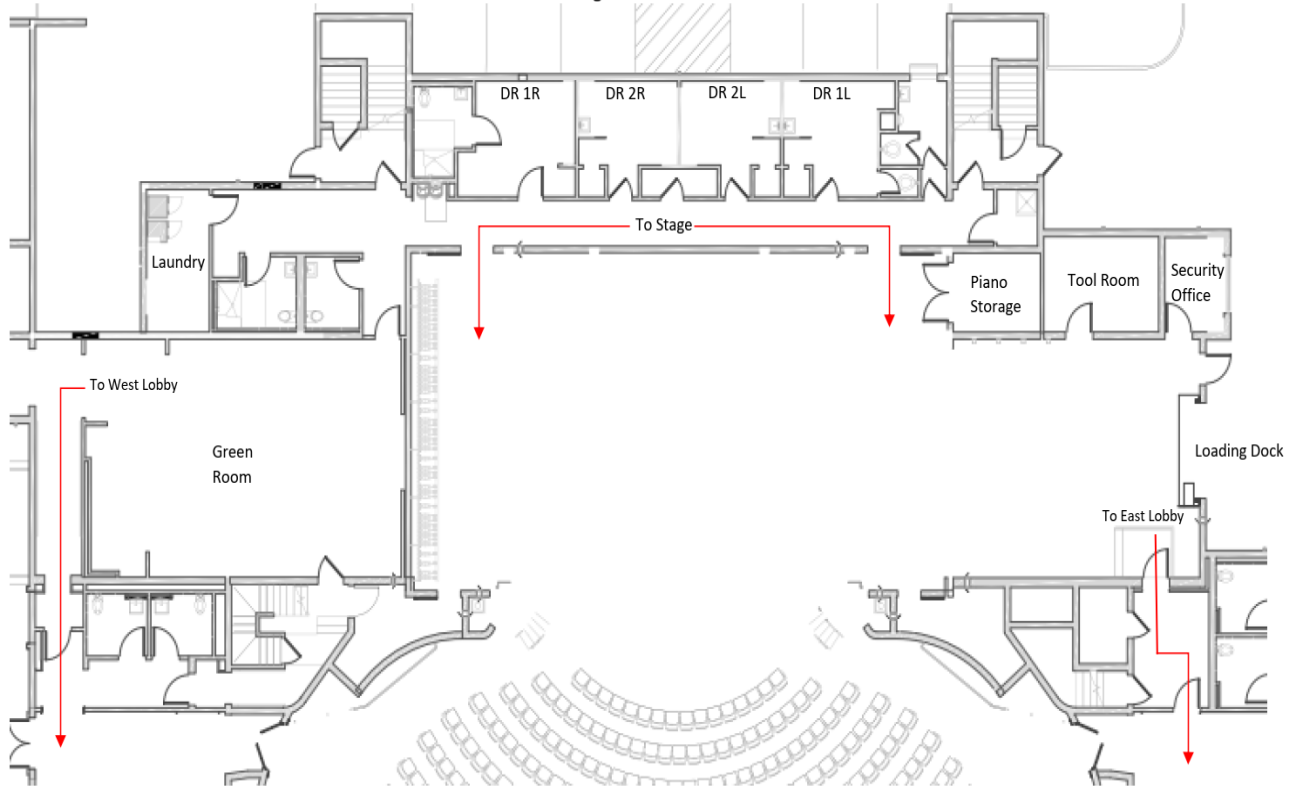 DR 1R
DR 2R
DR 2L
DR 1L
To Stage
Laundry
Piano
Storage
Tool Room
Security
Office
To West Lobby
Green
Room
Loading Dock
To East Lobby